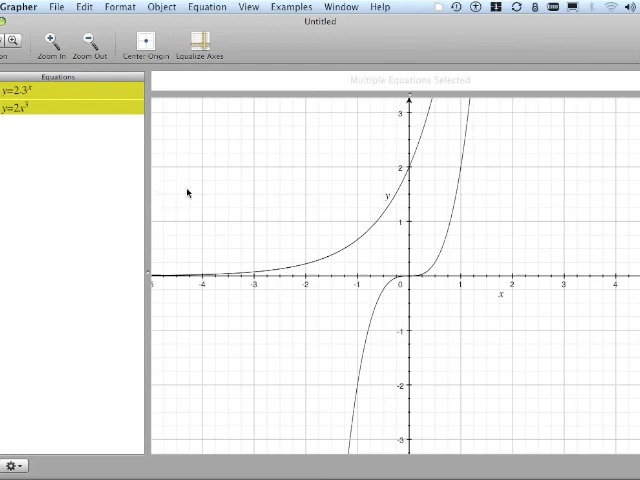 Grapher File Edit Format Object Equation View Window Examples Help
Untitled
Zoom In Zoom Out Center Origin Equalize Axes
Equations
Multiple Equations Selected
y=2·3^x
y=2x^3
3
2
y
1
-4 -3 -2 -1 0 1 2 3 4
x
-1
-2
-3